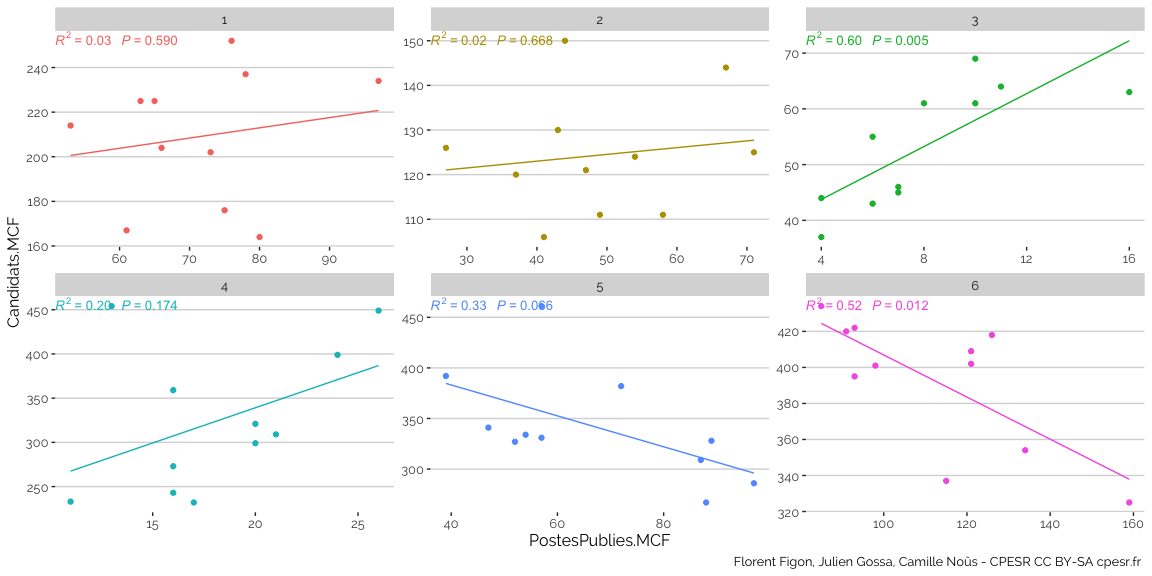 1 2 3
R² = 0.03 P = 0.590
R² = 0.02 P = 0.668
R² = 0.60 P = 0.005
240
220
200
180
160
60 70 80 90
150
140
130
120
110
30 40 50 60 70
70
60
50
40
4 8 12 16
Candidats.MCF
4 5 6
R² = 0.20 P = 0.174
R² = 0.33 P = 0.066
R² = 0.52 P = 0.012
450
400
350
300
250
15 20 25
450
400
350
300
40 60 80
420
400
380
360
340
320
100 120 140 160
PostesPublies.MCF
Florent Figon, Julien Gossa, Camille Noûs - CPESR CC BY-SA cpesr.fr